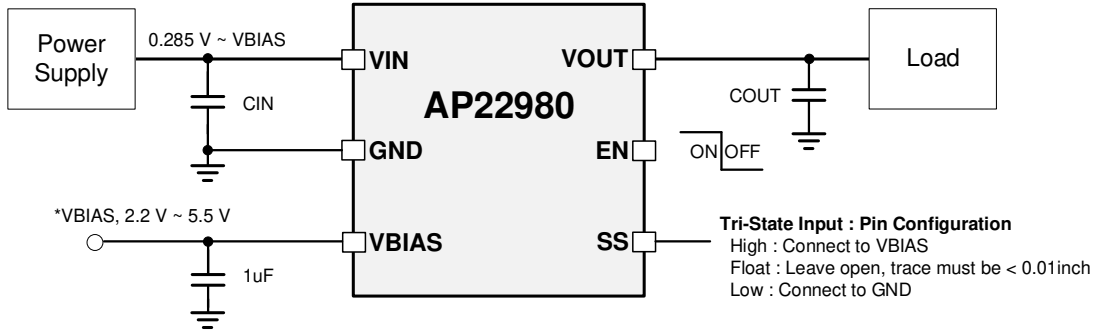 Power
Supply
0.285 V ~ VBIAS
CIN
VIN
GND
VBIAS
AP22980
VOUT
EN
SS
COUT
Load
ON OFF
*VBIAS, 2.2 V ~ 5.5 V
1uF
Tri-State Input : Pin Configuration
High : Connect to VBIAS
Float : Leave open, trace must be < 0.01inch
Low : Connect to GND